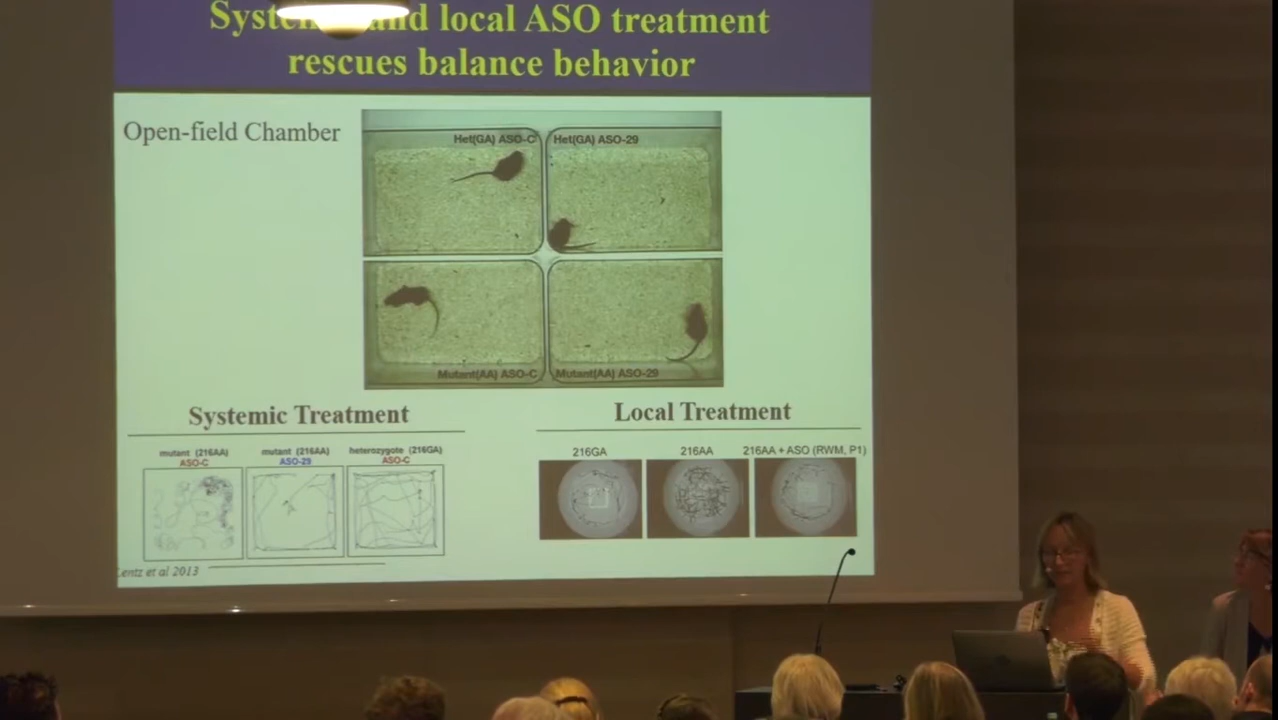 and local ASO treatment
rescues balance behavior
Open-field Chamber
Het(GA) ASO-C
Het(GA) ASO-29
Mutant(AA) ASO-C
Mutant(AA) ASO-29
Systemic Treatment
Local Treatment
mutant (216AA)
ASO-C
mutant (216AA)
ASO-29
heterozygote (216GA)
ASO-C
216GA
216AA
216AA + ASO (RWM, P1)
et al 2013